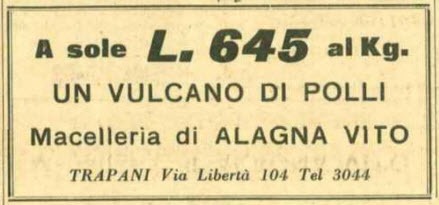 A sole L. 645 al Kg.
UN VULCANO DI POLLI
Macelleria di ALAGNA VITO
TRAPANI Via Libertà 104 Tel 3044